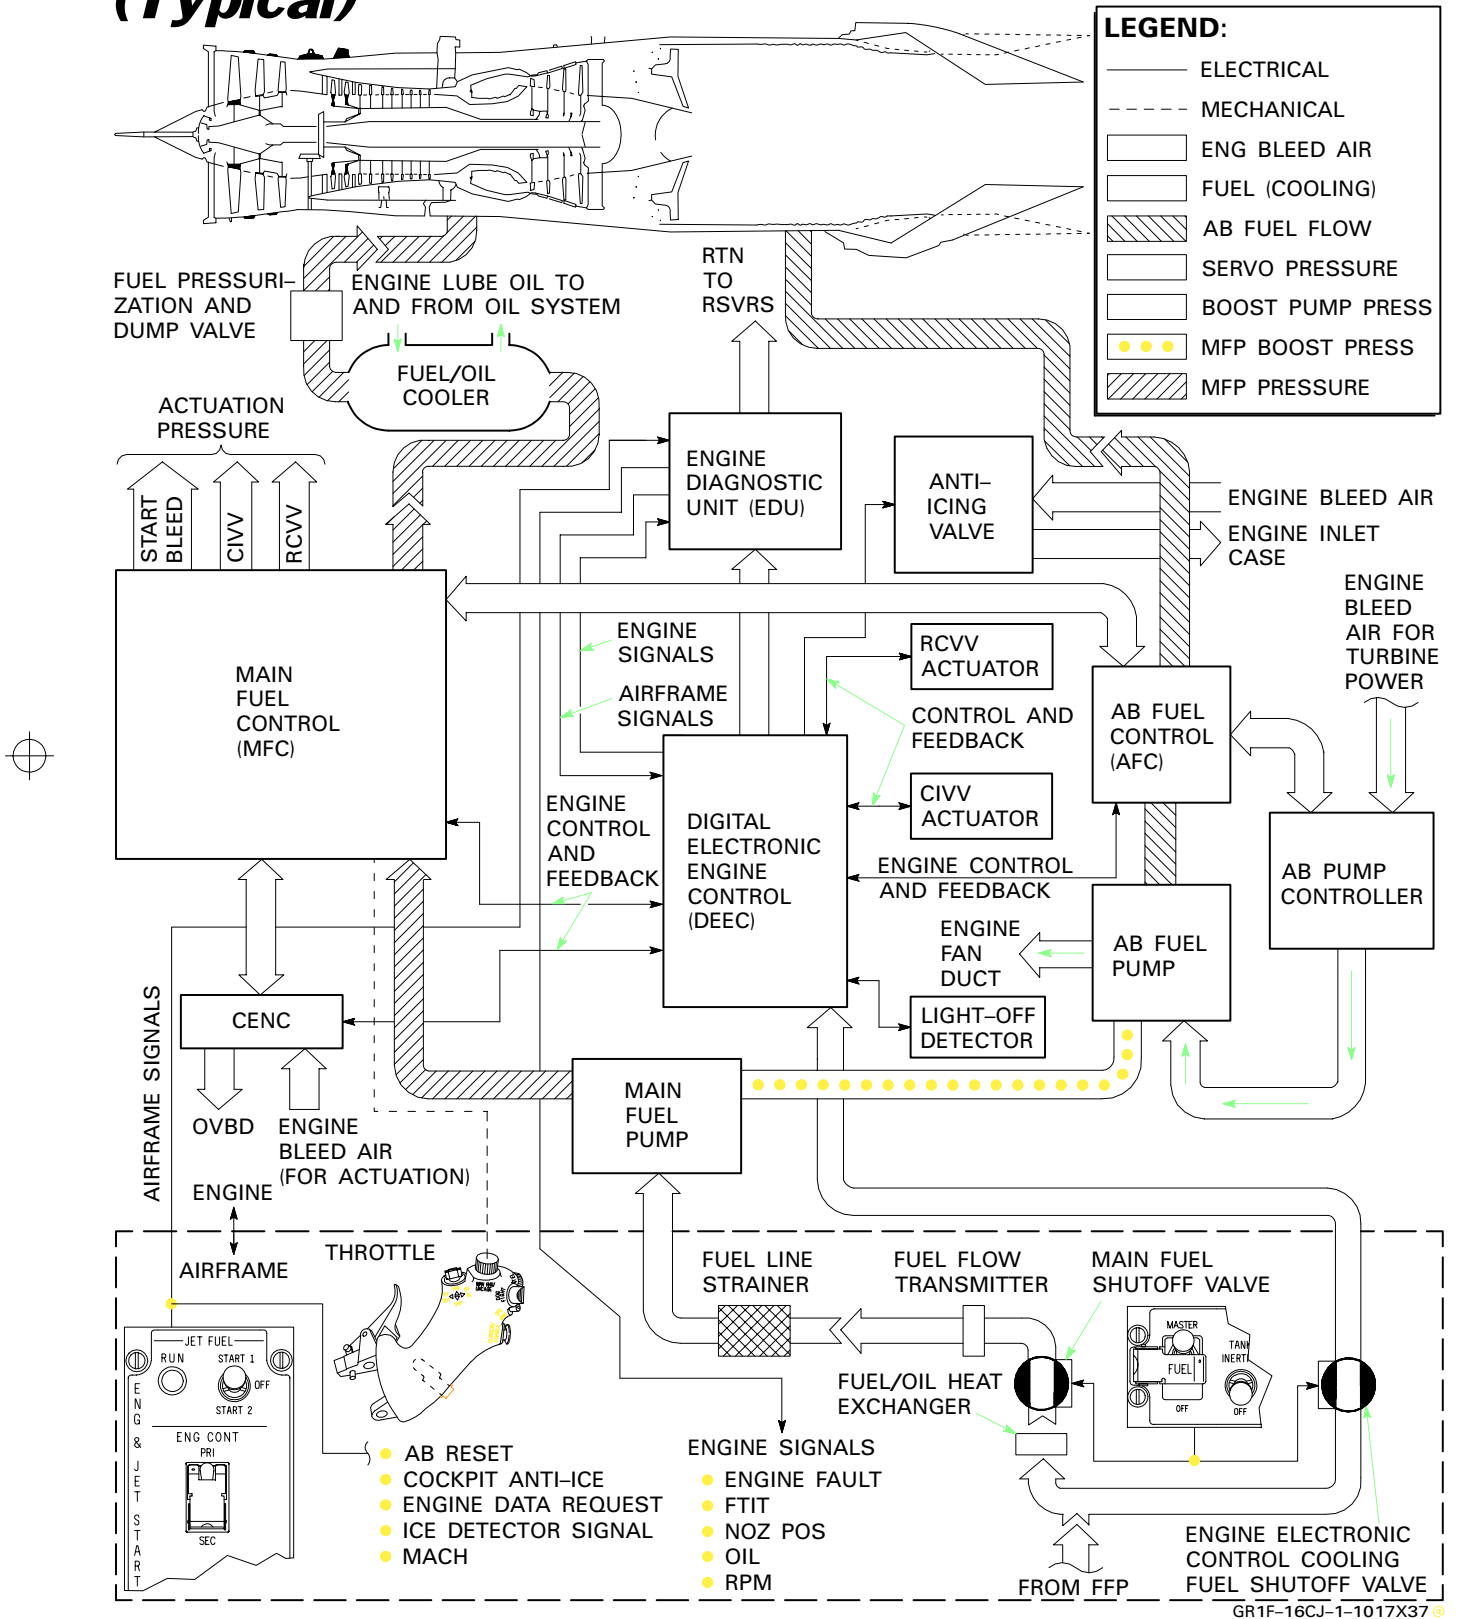 (Typical)
LEGEND:
ELECTRICAL
MECHANICAL
ENG BLEED AIR
FUEL (COOLING)
AB FUEL FLOW
SERVO PRESSURE
BOOST PUMP PRESS
MFP BOOST PRESS
MFP PRESSURE
FUEL PRESSURI–
ZATION AND
DUMP VALVE
ENGINE LUBE OIL TO
AND FROM OIL SYSTEM
RTN
TO
RSVRS
FUEL/OIL
COOLER
ACTUATION
PRESSURE
START
BLEED
CIVV
RCVV
ENGINE
DIAGNOSTIC
UNIT (EDU)
ANTI–
ICING
VALVE
ENGINE BLEED AIR
ENGINE INLET
CASE
ENGINE
BLEED
AIR FOR
TURBINE
POWER
MAIN
FUEL
CONTROL
(MFC)
ENGINE
SIGNALS
AIRFRAME
SIGNALS
RCVV
ACTUATOR
CONTROL AND
FEEDBACK
AB FUEL
CONTROL
(AFC)
CIVV
ACTUATOR
ENGINE
CONTROL
AND
FEEDBACK
DIGITAL
ELECTRONIC
ENGINE
CONTROL
(DEEC)
ENGINE CONTROL
AND FEEDBACK
AB PUMP
CONTROLLER
ENGINE
FAN
DUCT
AB FUEL
PUMP
LIGHT–OFF
DETECTOR
CENC
AIRFRAME SIGNALS
OVBD
ENGINE
BLEED AIR
(FOR ACTUATION)
MAIN
FUEL
PUMP
ENGINE
AIRFRAME
THROTTLE
FUEL LINE
STRAINER
FUEL FLOW
TRANSMITTER
MAIN FUEL
SHUTOFF VALVE
JET FUEL
RUN
START 1
OFF
START 2
ENG CONT
PRI
SEC
ENG & JET START
MASTER
FUEL
OFF
TANK
INERTI
OFF
FUEL/OIL HEAT
EXCHANGER
AB RESET
COCKPIT ANTI–ICE
ENGINE DATA REQUEST
ICE DETECTOR SIGNAL
MACH
ENGINE SIGNALS
ENGINE FAULT
FTIT
NOZ POS
OIL
RPM
FROM FFP
ENGINE ELECTRONIC
CONTROL COOLING
FUEL SHUTOFF VALVE
GR1F–16CJ–1–1017X37